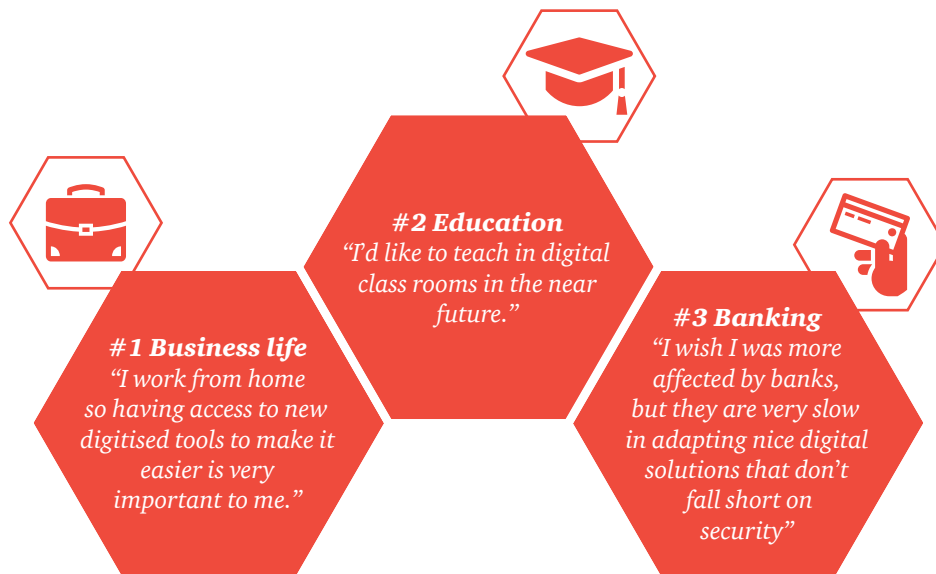 #1 Business life
“I work from home
so having access to new
digitised tools to make it
easier is very
important to me.”
#2 Education
“I’d like to teach in digital
class rooms in the near
future.”
#3 Banking
“I wish I was more
affected by banks,
but they are very slow
in adapting nice digital
solutions that don’t
fall short on
security”